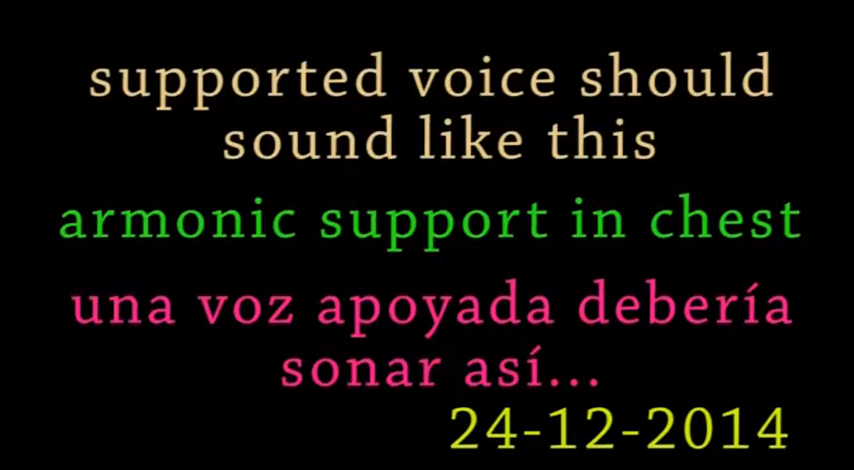 supported voice should
sound like this
armonic support in chest
una voz apoyada debería
sonar así...
24-12-2014